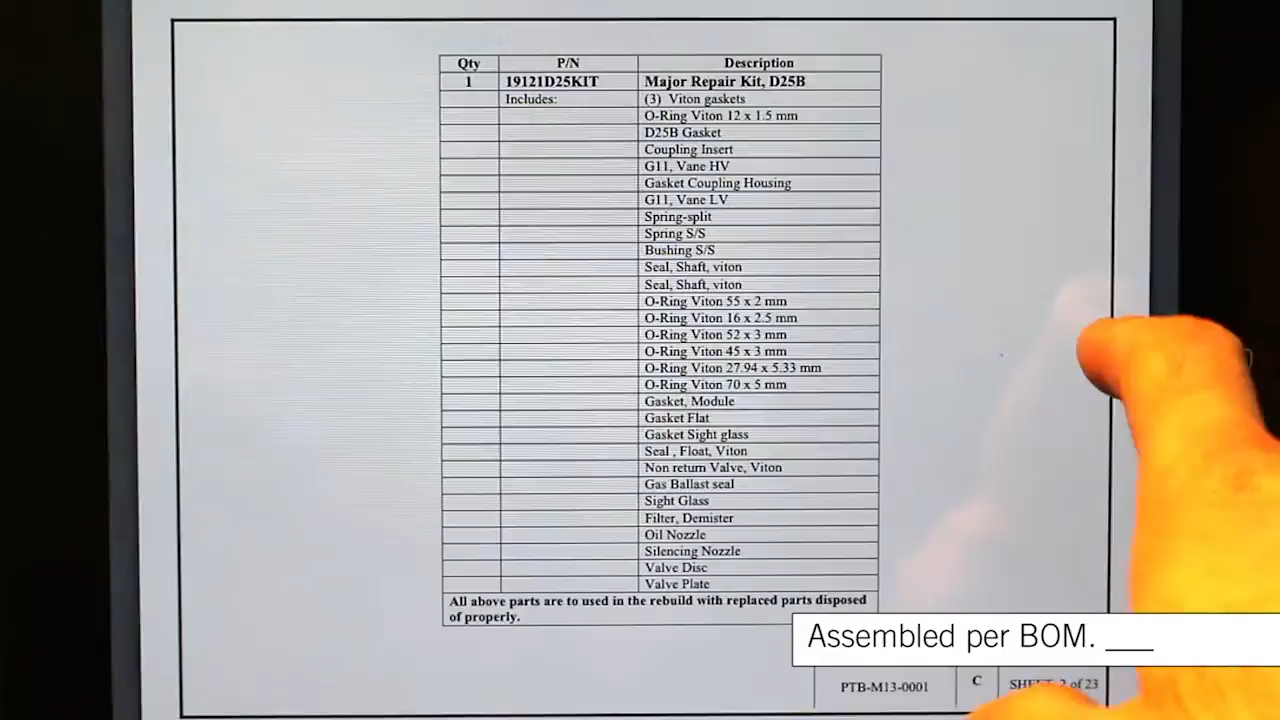 Qty P/N Description
1 19121D25KIT Major Repair Kit, D25B
Includes: (3) Viton gaskets
O-Ring Viton 12 x 1.5 mm
D25B Gasket
Coupling Insert
G11, Vane HV
Gasket Coupling Housing
G11, Vane LV
Spring-split
Spring S/S
Bushing S/S
Seal, Shaft, viton
Seal, Shaft, viton
O-Ring Viton 55 x 2 mm
O-Ring Viton 16 x 2.5 mm
O-Ring Viton 52 x 3 mm
O-Ring Viton 45 x 3 mm
O-Ring Viton 27.94 x 5.33 mm
O-Ring Viton 70 x 5 mm
Gasket, Module
Gasket Flat
Gasket Sight glass
Seal , Float, Viton
Non return Valve, Viton
Gas Ballast seal
Sight Glass
Filter, Demister
Oil Nozzle
Silencing Nozzle
Valve Disc
Valve Plate
All above parts are to used in the rebuild with replaced parts disposed
of properly.
Assembled per BOM. ___
PTB-M13-0001 C SHEET 2 of 23